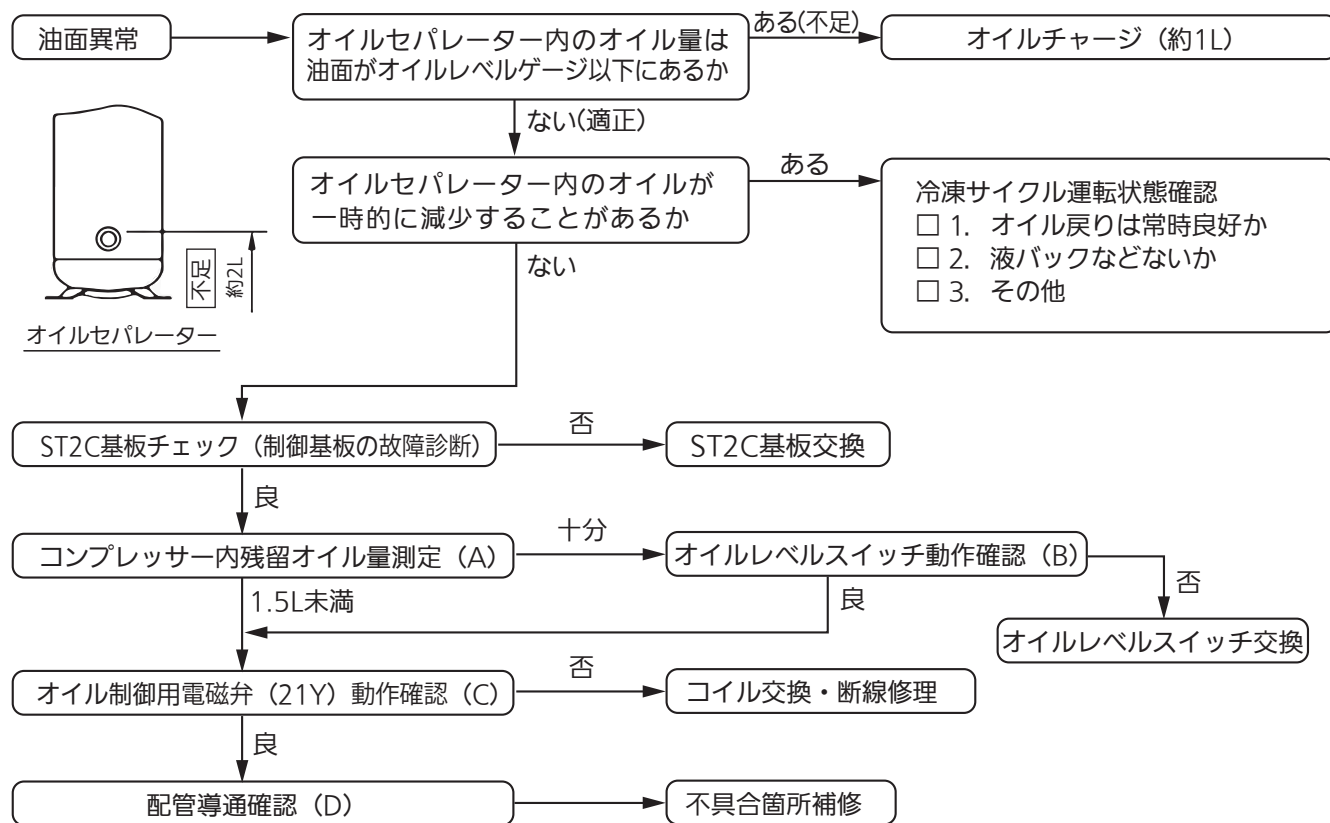 油面異常
オイルセパレーター内のオイル量は
油面がオイルレベルゲージ以下にあるか
ある(不足)
オイルチャージ（約1L）
ない(適正)
オイルセパレーター内のオイルが
一時的に減少することがあるか
ある
冷凍サイクル運転状態確認
□ 1. オイル戻りは常時良好か
□ 2. 液バックなどないか
□ 3. その他
ない
不足
約2L
オイルセパレーター
ST2C基板チェック（制御基板の故障診断）
否
ST2C基板交換
良
コンプレッサー内残留オイル量測定（A）
十分
オイルレベルスイッチ動作確認（B）
否
オイルレベルスイッチ交換
1.5L未満
良
オイル制御用電磁弁（21Y）動作確認（C）
否
コイル交換・断線修理
良
配管導通確認（D）
不具合箇所補修